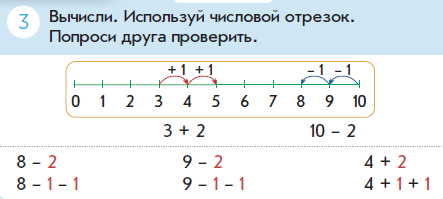 3 Вычисли. Используй числовой отрезок.
Попроси друга проверить.
+1 +1 −1 −1
0 1 2 3 4 5 6 7 8 9 10
3 + 2 10 − 2
8 − 2 9 − 2 4 + 2
8 − 1 − 1 9 − 1 − 1 4 + 1 + 1